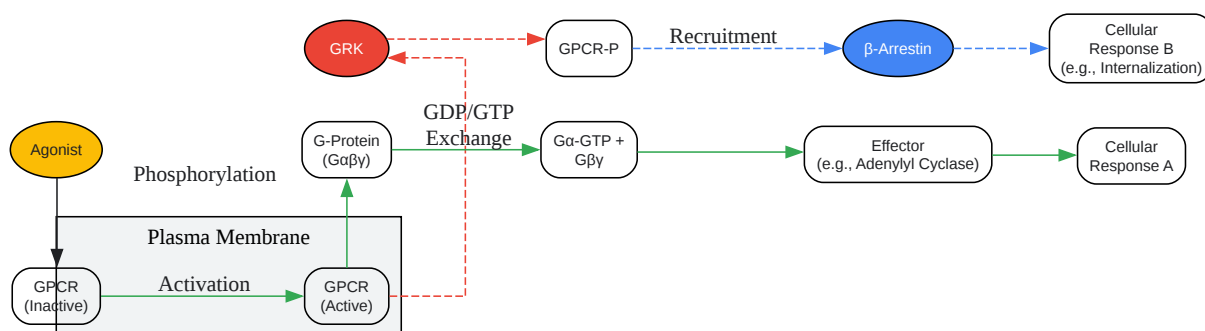 GRK
GPCR-P
Recruitment
β-Arrestin
Cellular
Response B
(e.g., Internalization)
Agonist
G-Protein
(Gαβγ)
GDP/GTP
Exchange
Gα-GTP +
Gβγ
Effector
(e.g., Adenylyl Cyclase)
Cellular
Response A
Phosphorylation
Plasma Membrane
GPCR
(Inactive)
Activation
GPCR
(Active)